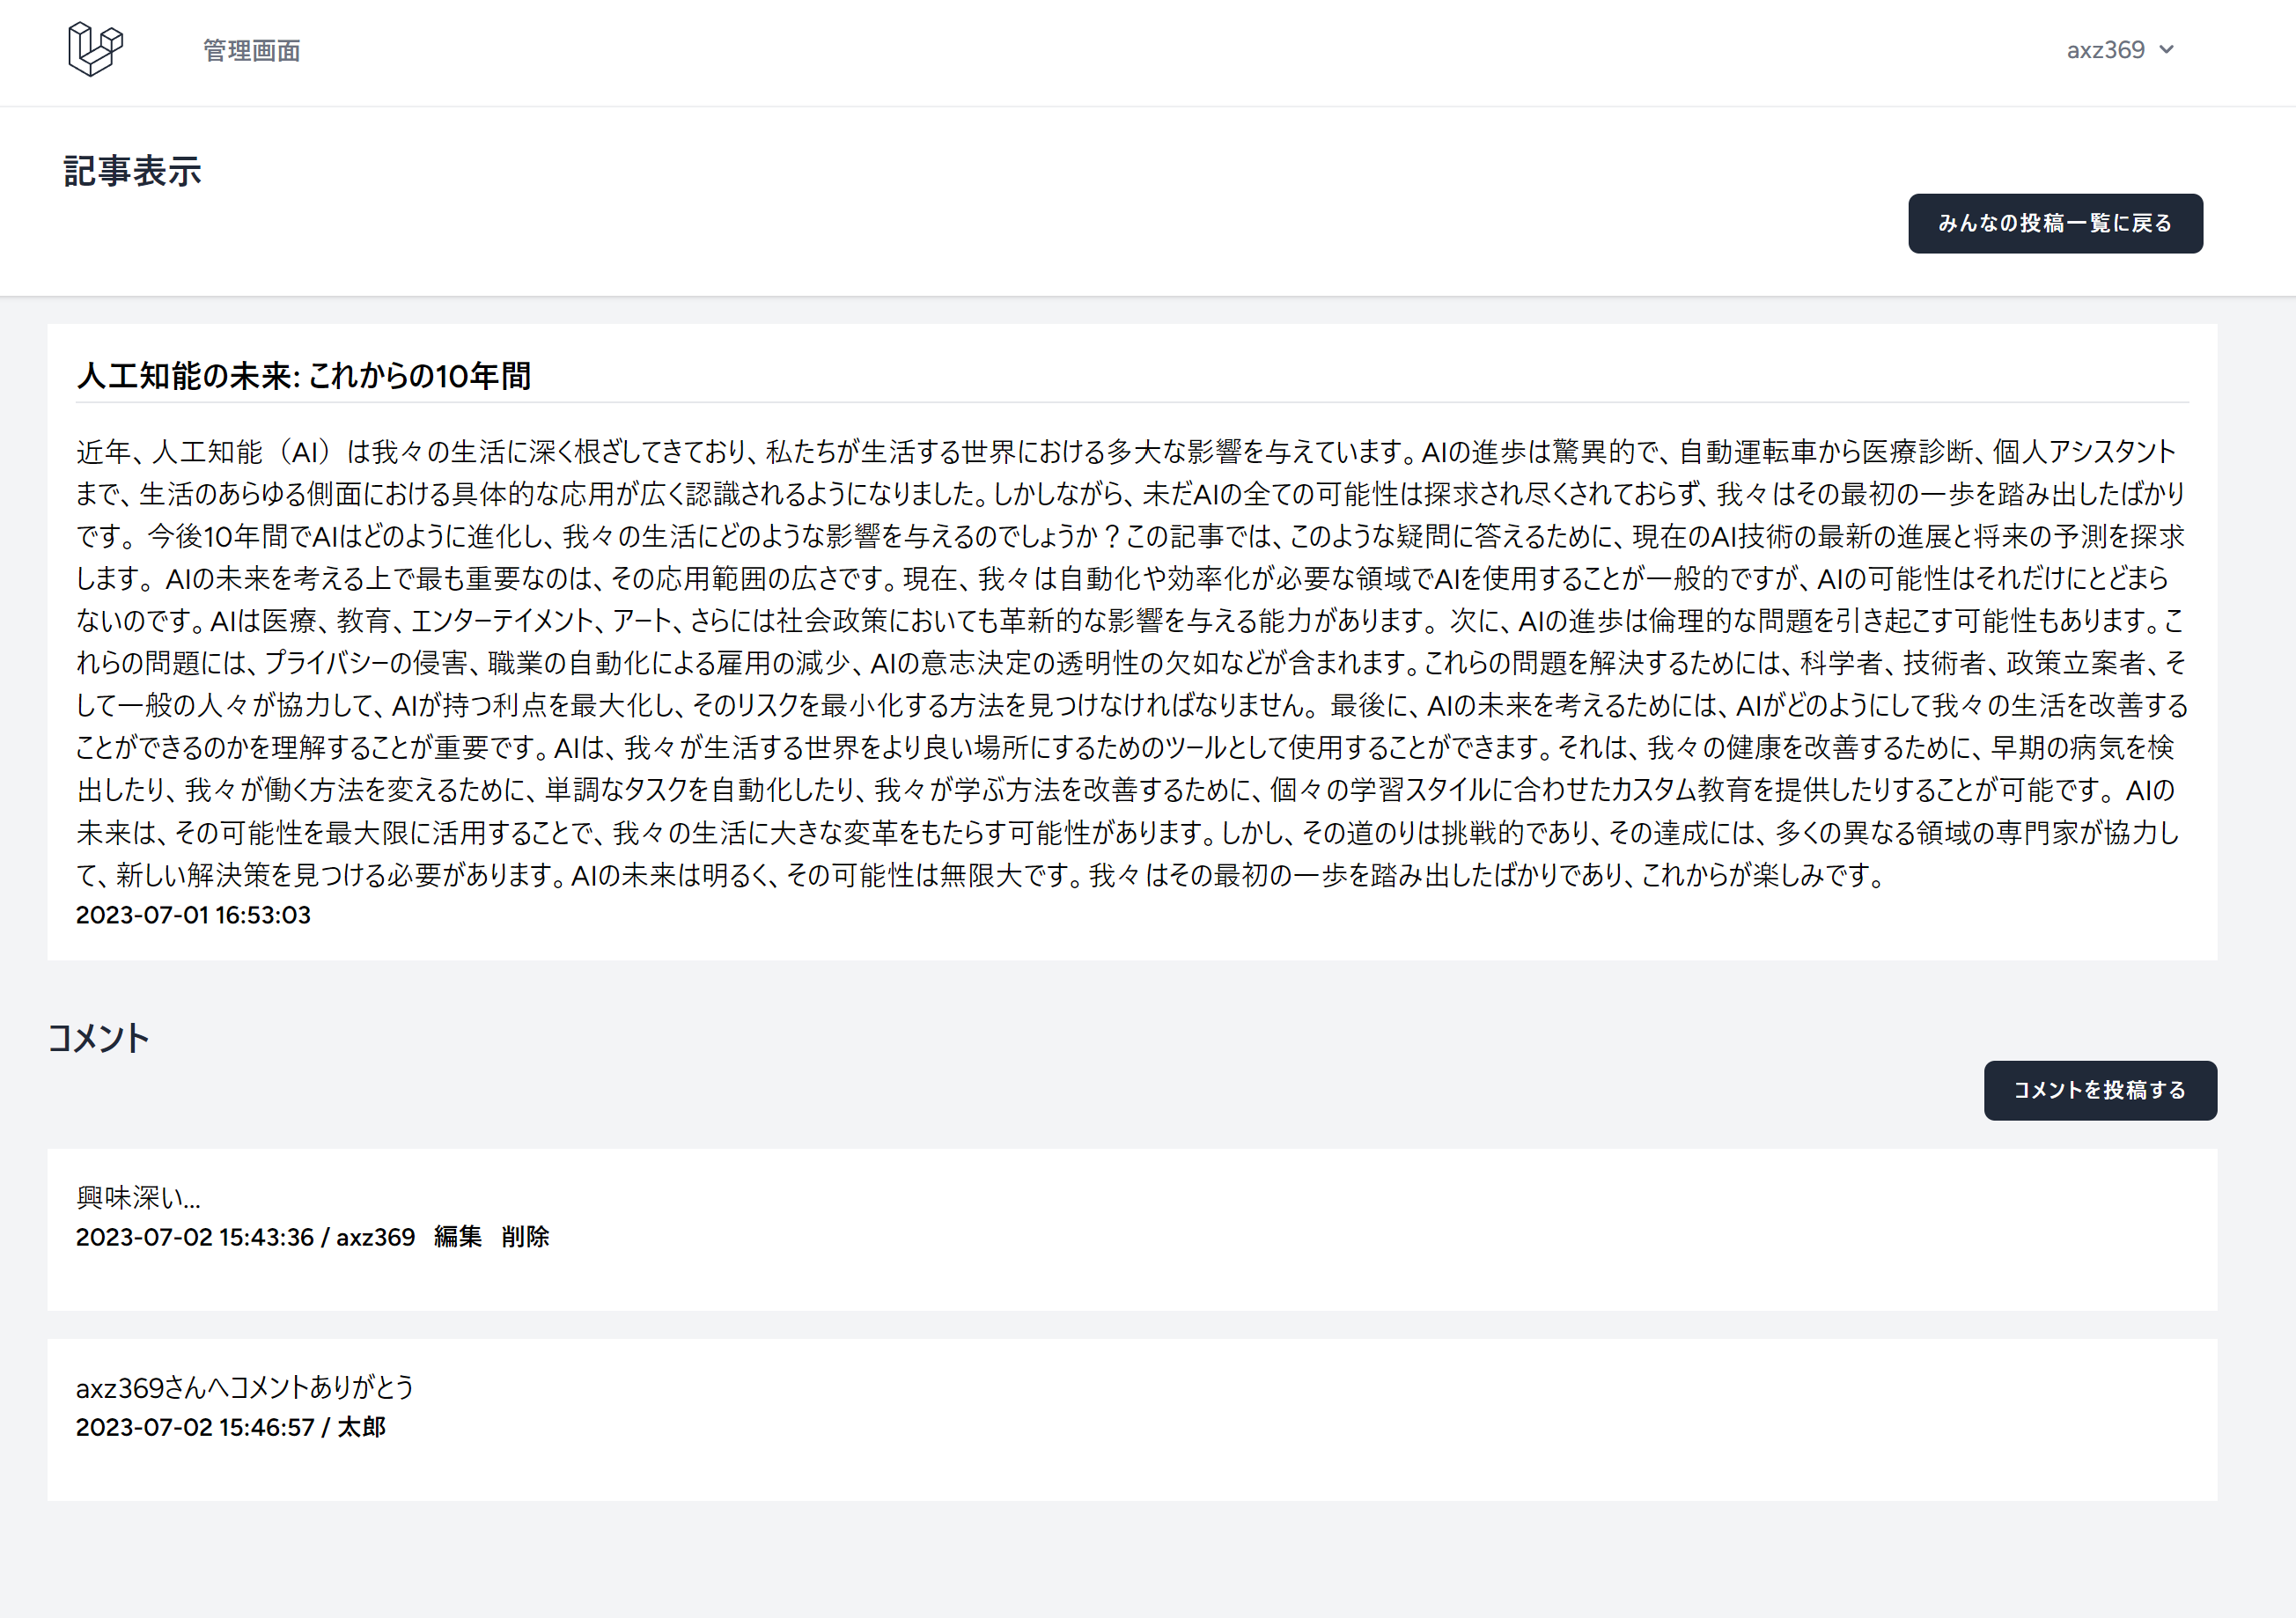 管理画面
axz369
記事表示
みんなの投稿一覧に戻る
人工知能の未来: これからの10年間
近年、人工知能（AI）は我々の生活に深く根ざしてきており、私たちが生活する世界における多大な影響を与えています。AIの進歩は驚異的で、自動運転車から医療診断、個人アシスタント
まで、生活のあらゆる側面における具体的な応用が広く認識されるようになりました。しかしながら、未だAIの全ての可能性は探求され尽くされておらず、我々はその最初の一歩を踏み出したばかり
です。 今後10年間でAIはどのように進化し、我々の生活にどのような影響を与えるのでしょうか？この記事では、このような疑問に答えるために、現在のAI技術の最新の進展と将来の予測を探求
します。 AIの未来を考える上で最も重要なのは、その応用範囲の広さです。現在、我々は自動化や効率化が必要な領域でAIを使用することが一般的ですが、AIの可能性はそれだけにとどまら
ないのです。AIは医療、教育、エンターテイメント、アート、さらには社会政策においても革新的な影響を与える能力があります。 次に、AIの進歩は倫理的な問題を引き起こす可能性もあります。こ
れらの問題には、プライバシーの侵害、職業の自動化による雇用の減少、AIの意志決定の透明性の欠如などが含まれます。これらの問題を解決するためには、科学者、技術者、政策立案者、そ
して一般の人々が協力して、AIが持つ利点を最大化し、そのリスクを最小化する方法を見つけなければなりません。 最後に、AIの未来を考えるためには、AIがどのようにして我々の生活を改善する
ことができるのかを理解することが重要です。AIは、我々が生活する世界をより良い場所にするためのツールとして使用することができます。それは、我々の健康を改善するために、早期の病気を検
出したり、我々が働く方法を変えるために、単調なタスクを自動化したり、我々が学ぶ方法を改善するために、個々の学習スタイルに合わせたカスタム教育を提供したりすることが可能です。 AIの
未来は、その可能性を最大限に活用することで、我々の生活に大きな変革をもたらす可能性があります。しかし、その道のりは挑戦的であり、その達成には、多くの異なる領域の専門家が協力し
て、新しい解決策を見つける必要があります。AIの未来は明るく、その可能性は無限大です。我々はその最初の一歩を踏み出したばかりであり、これからが楽しみです。
2023-07-01 16:53:03
コメント
コメントを投稿する
興味深い...
2023-07-02 15:43:36 / axz369 編集 削除
axz369さんへコメントありがとう
2023-07-02 15:46:57 / 太郎